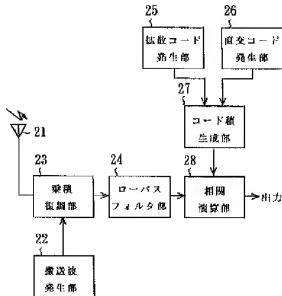 25
拡散コード
発生部
26
直交コード
発生部
27
コード積
生成部
21
23
乗積
復調部
24
ローパス
フィルタ部
28
相関
演算部
出力
22
搬送波
発生部